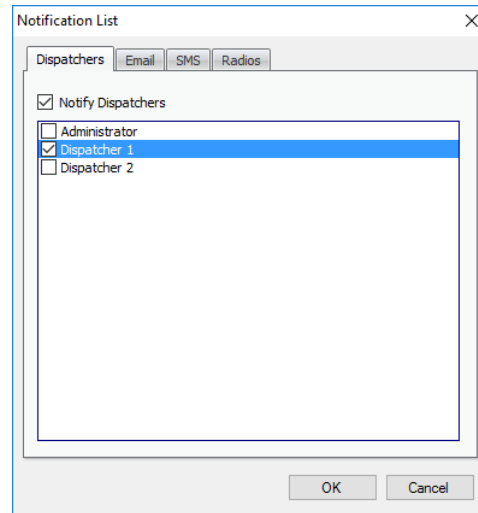 Notification List
Dispatchers Email SMS Radios
Notify Dispatchers
Administrator
Dispatcher 1
Dispatcher 2
OK Cancel